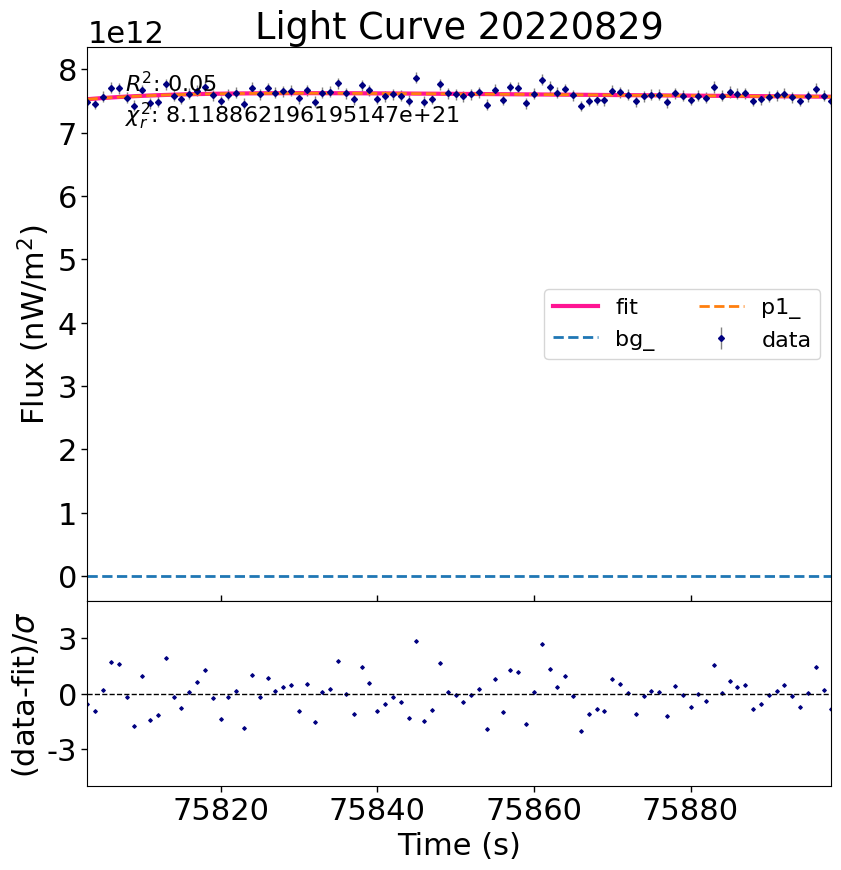 Light Curve 20220829
1e12
R²: 0.05
χ²ᵣ: 8.118862196195147e+21
8
7
6
5
4
3
2
1
0
Flux (nW/m²)
fit
bg_
p1_
data
3
0
-3
(data-fit)/σ
75820 75840 75860 75880
Time (s)